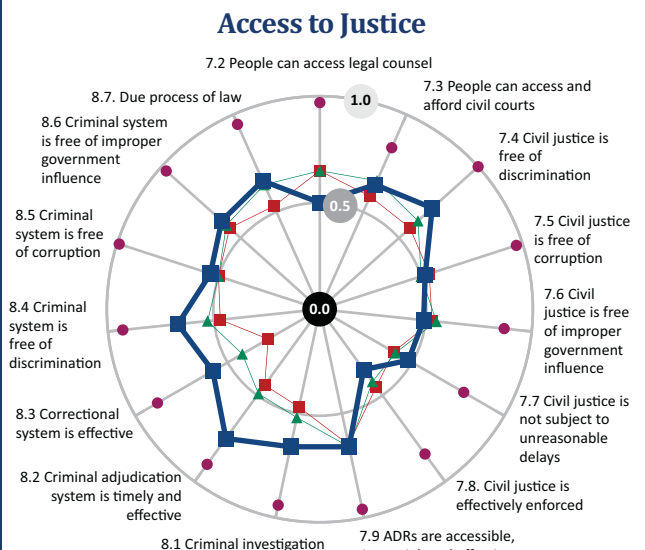 Access to Justice
7.2 People can access legal counsel
7.3 People can access and
afford civil courts
7.4 Civil justice is
free of
discrimination
7.5 Civil justice
is free of
corruption
7.6 Civil
justice is free
of improper
government
influence
7.7 Civil justice is
not subject to
unreasonable
delays
7.8. Civil justice is
effectively enforced
7.9 ADRs are accessible,
8.1 Criminal investigation
8.2 Criminal adjudication
system is timely and
effective
8.3 Correctional
system is effective
8.4 Criminal
system is
free of
discrimination
8.5 Criminal
system is free
of corruption
8.6 Criminal system
is free of improper
government
influence
8.7. Due process of law
1.0
0.5
0.0